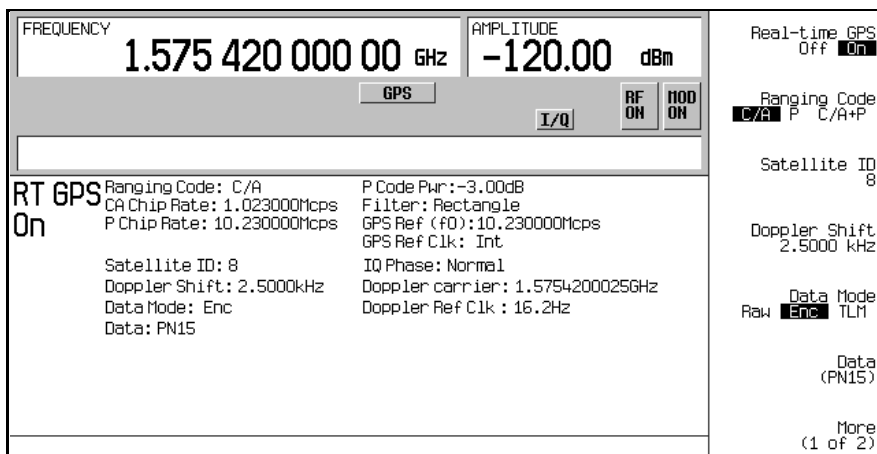 FREQUENCY
1.575 420 000 00 GHz
AMPLITUDE
-120.00 dBm
GPS
I/Q
RF ON
MOD ON
RT GPS On
Ranging Code: C/A
CA Chip Rate: 1.023000Mcps
P Chip Rate: 10.230000Mcps
P Code Pwr:-3.00dB
Filter: Rectangle
GPS Ref (f0):10.230000Mcps
GPS Ref Clk: Int
Satellite ID: 8
Doppler Shift: 2.5000kHz
Data Mode: Enc
Data: PN15
IQ Phase: Normal
Doppler carrier: 1.5754200025GHz
Doppler Ref Clk : 16.2Hz
Real-time GPS
Off On
Ranging Code
C/A P C/A+P
Satellite ID
8
Doppler Shift
2.5000 kHz
Data Mode
Raw Enc TLM
Data
(PN15)
More
(1 of 2)